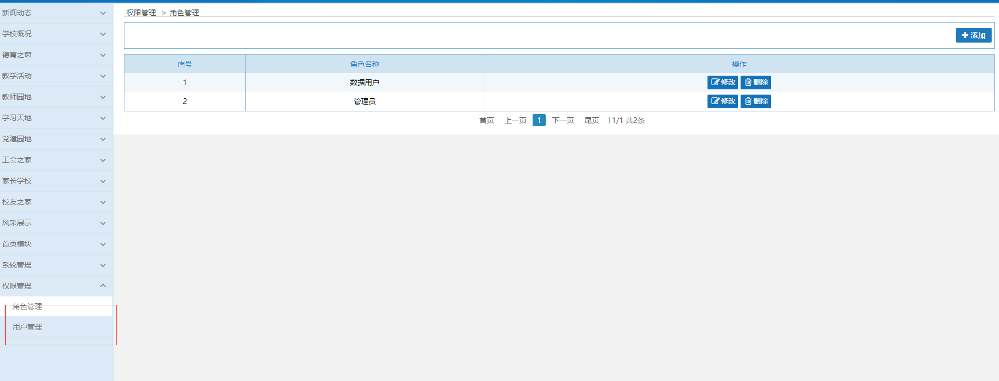 新闻动态
学校概况
德育之窗
教学活动
教师园地
学习天地
党建园地
工会之家
家长学校
校友之家
风采展示
首页模块
系统管理
权限管理
角色管理
用户管理
权限管理 > 角色管理
添加
序号 角色名称 操作
1 数据用户 修改 删除
2 管理员 修改 删除
首页 上一页 1 下一页 尾页 | 1/1 共2条